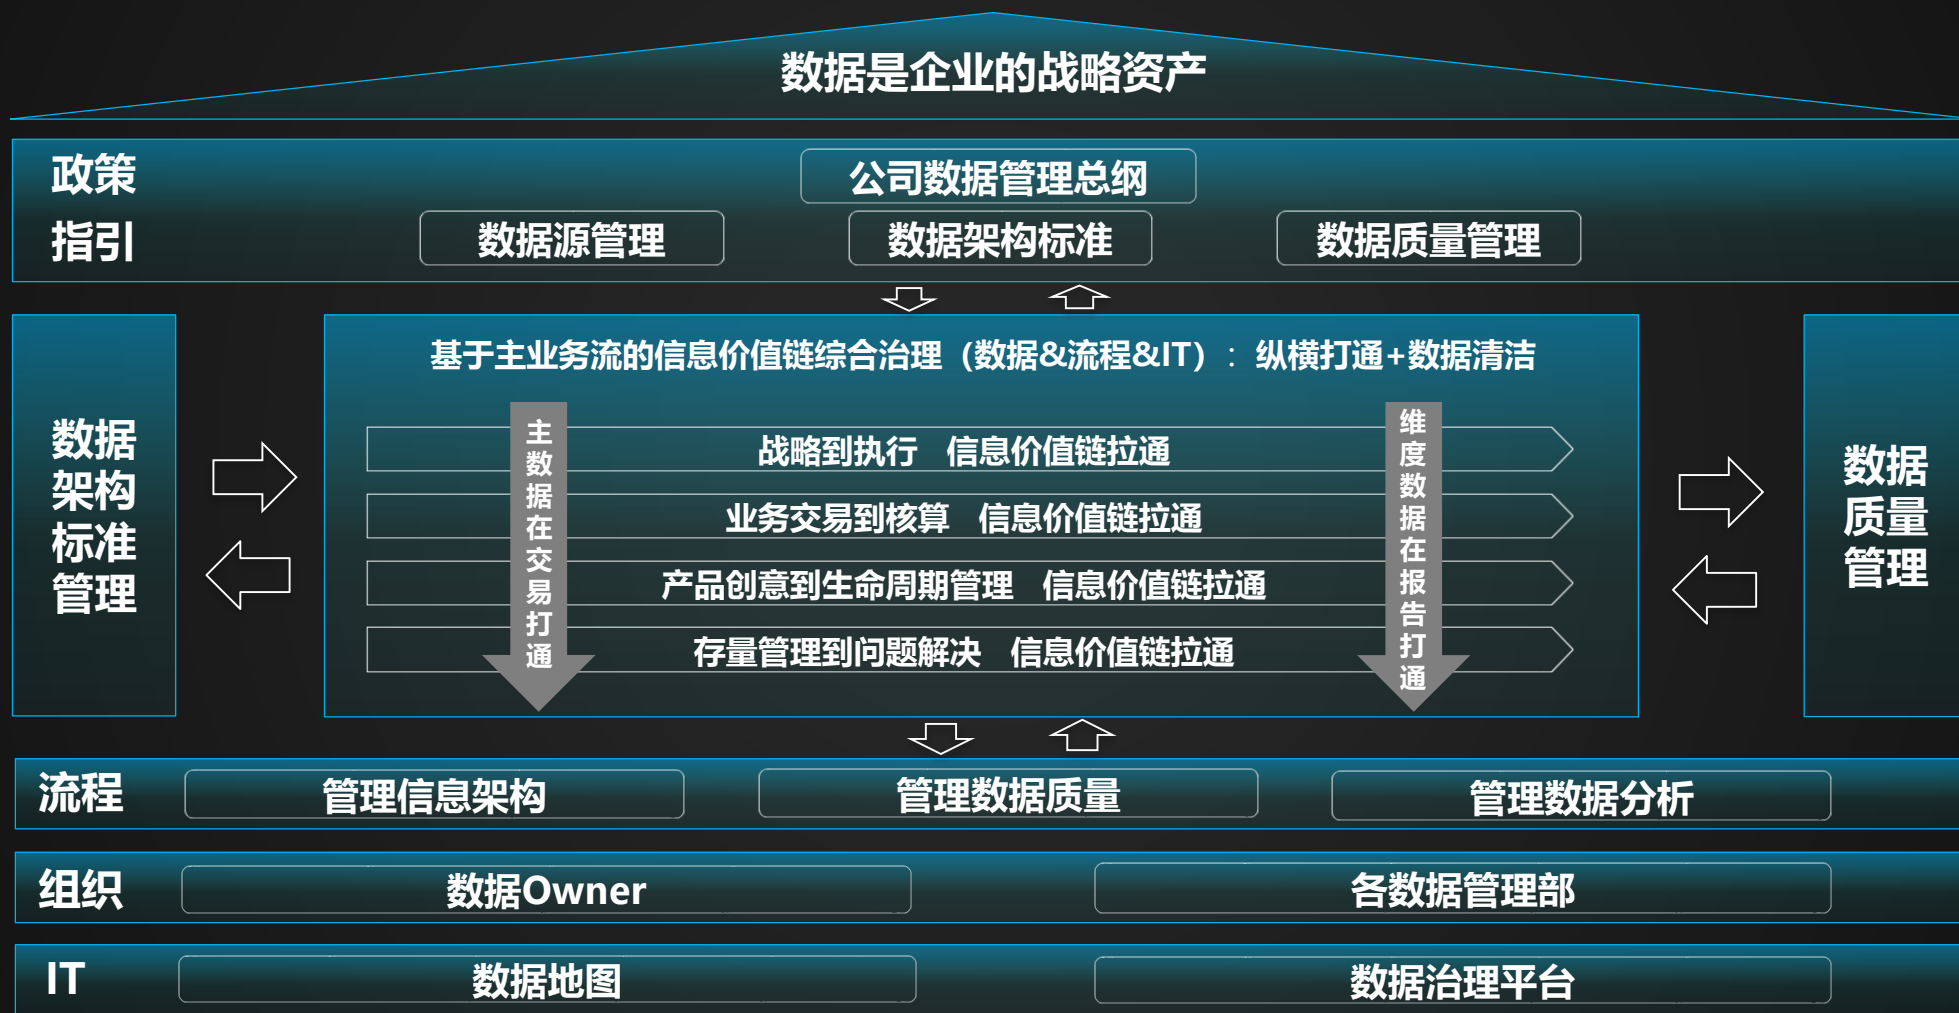 数据是企业的战略资产
政策
公司数据管理总纲
指引
数据源管理
数据架构标准
数据质量管理
数据
架构
标准
管理
基于主业务流的信息价值链综合治理（数据&流程&IT）：纵横打通+数据清洁
主数据在交易打通
战略到执行 信息价值链拉通
业务交易到核算 信息价值链拉通
产品创意到生命周期管理 信息价值链拉通
存量管理到问题解决 信息价值链拉通
维度数据在报告打通
数据
质量
管理
流程
管理信息架构
管理数据质量
管理数据分析
组织
数据Owner
各数据管理部
IT
数据地图
数据治理平台